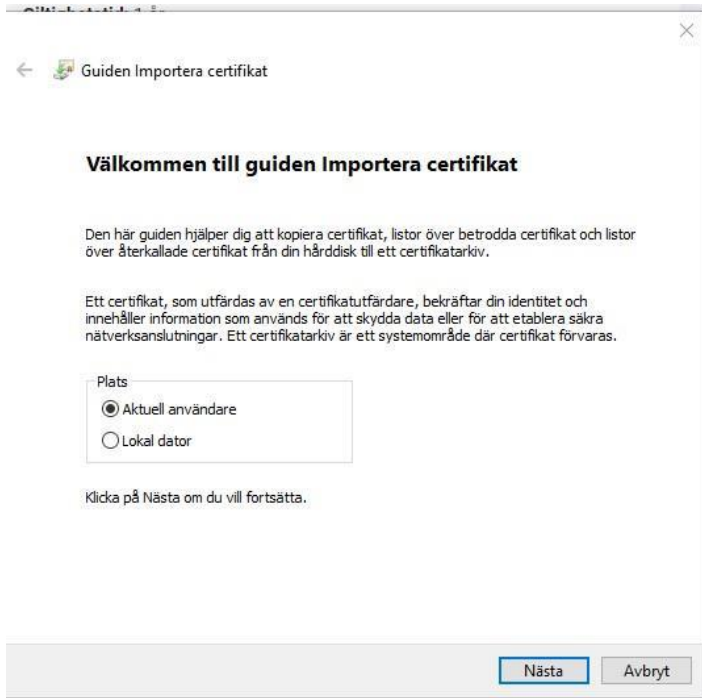 Guiden Importera certifikat
Välkommen till guiden Importera certifikat
Den här guiden hjälper dig att kopiera certifikat, listor över betrodda certifikat och listor
över återkallade certifikat från din hårddisk till ett certifikatarkiv.
Ett certifikat, som utfärdas av en certifikatutfärdare, bekräftar din identitet och
innehåller information som används för att skydda data eller för att etablera säkra
nätverksanslutningar. Ett certifikatarkiv är ett systemområde där certifikat förvaras.
Plats
Aktuell användare
Lokal dator
Klicka på Nästa om du vill fortsätta.
Nästa Avbryt